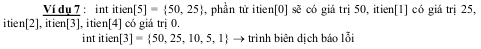 Ví dụ 7 : int itien[5] = {50, 25}, phần tử itien[0] sẽ có giá trị 50, itien[1] có giá trị 25,
itien[2], itien[3], itien[4] có giá trị 0.
int itien[3] = {50, 25, 10, 5, 1} → trình biên dịch báo lỗi